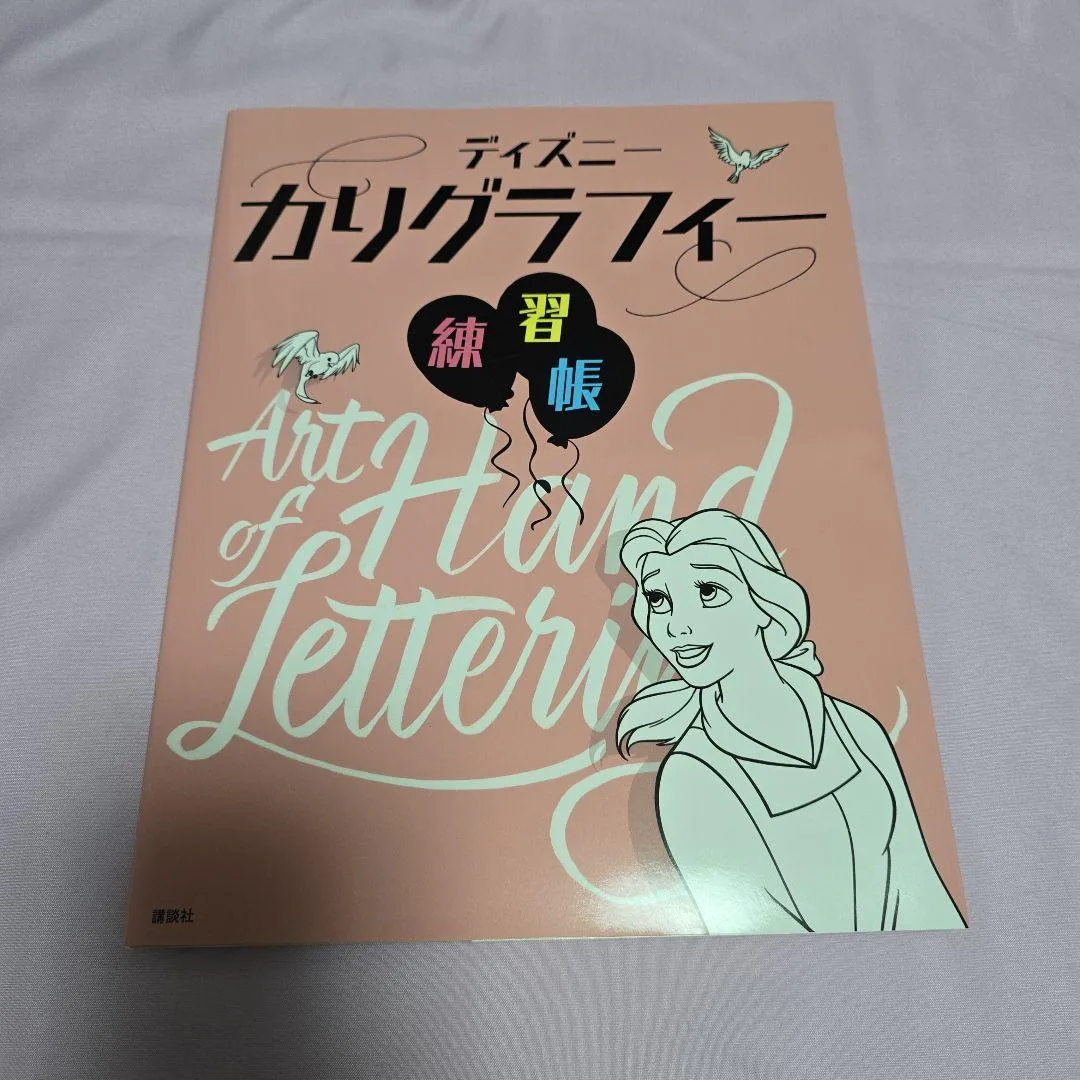 ディズニー
カリグラフィー
練習帳
Art
of Hand
Lettering
講談社